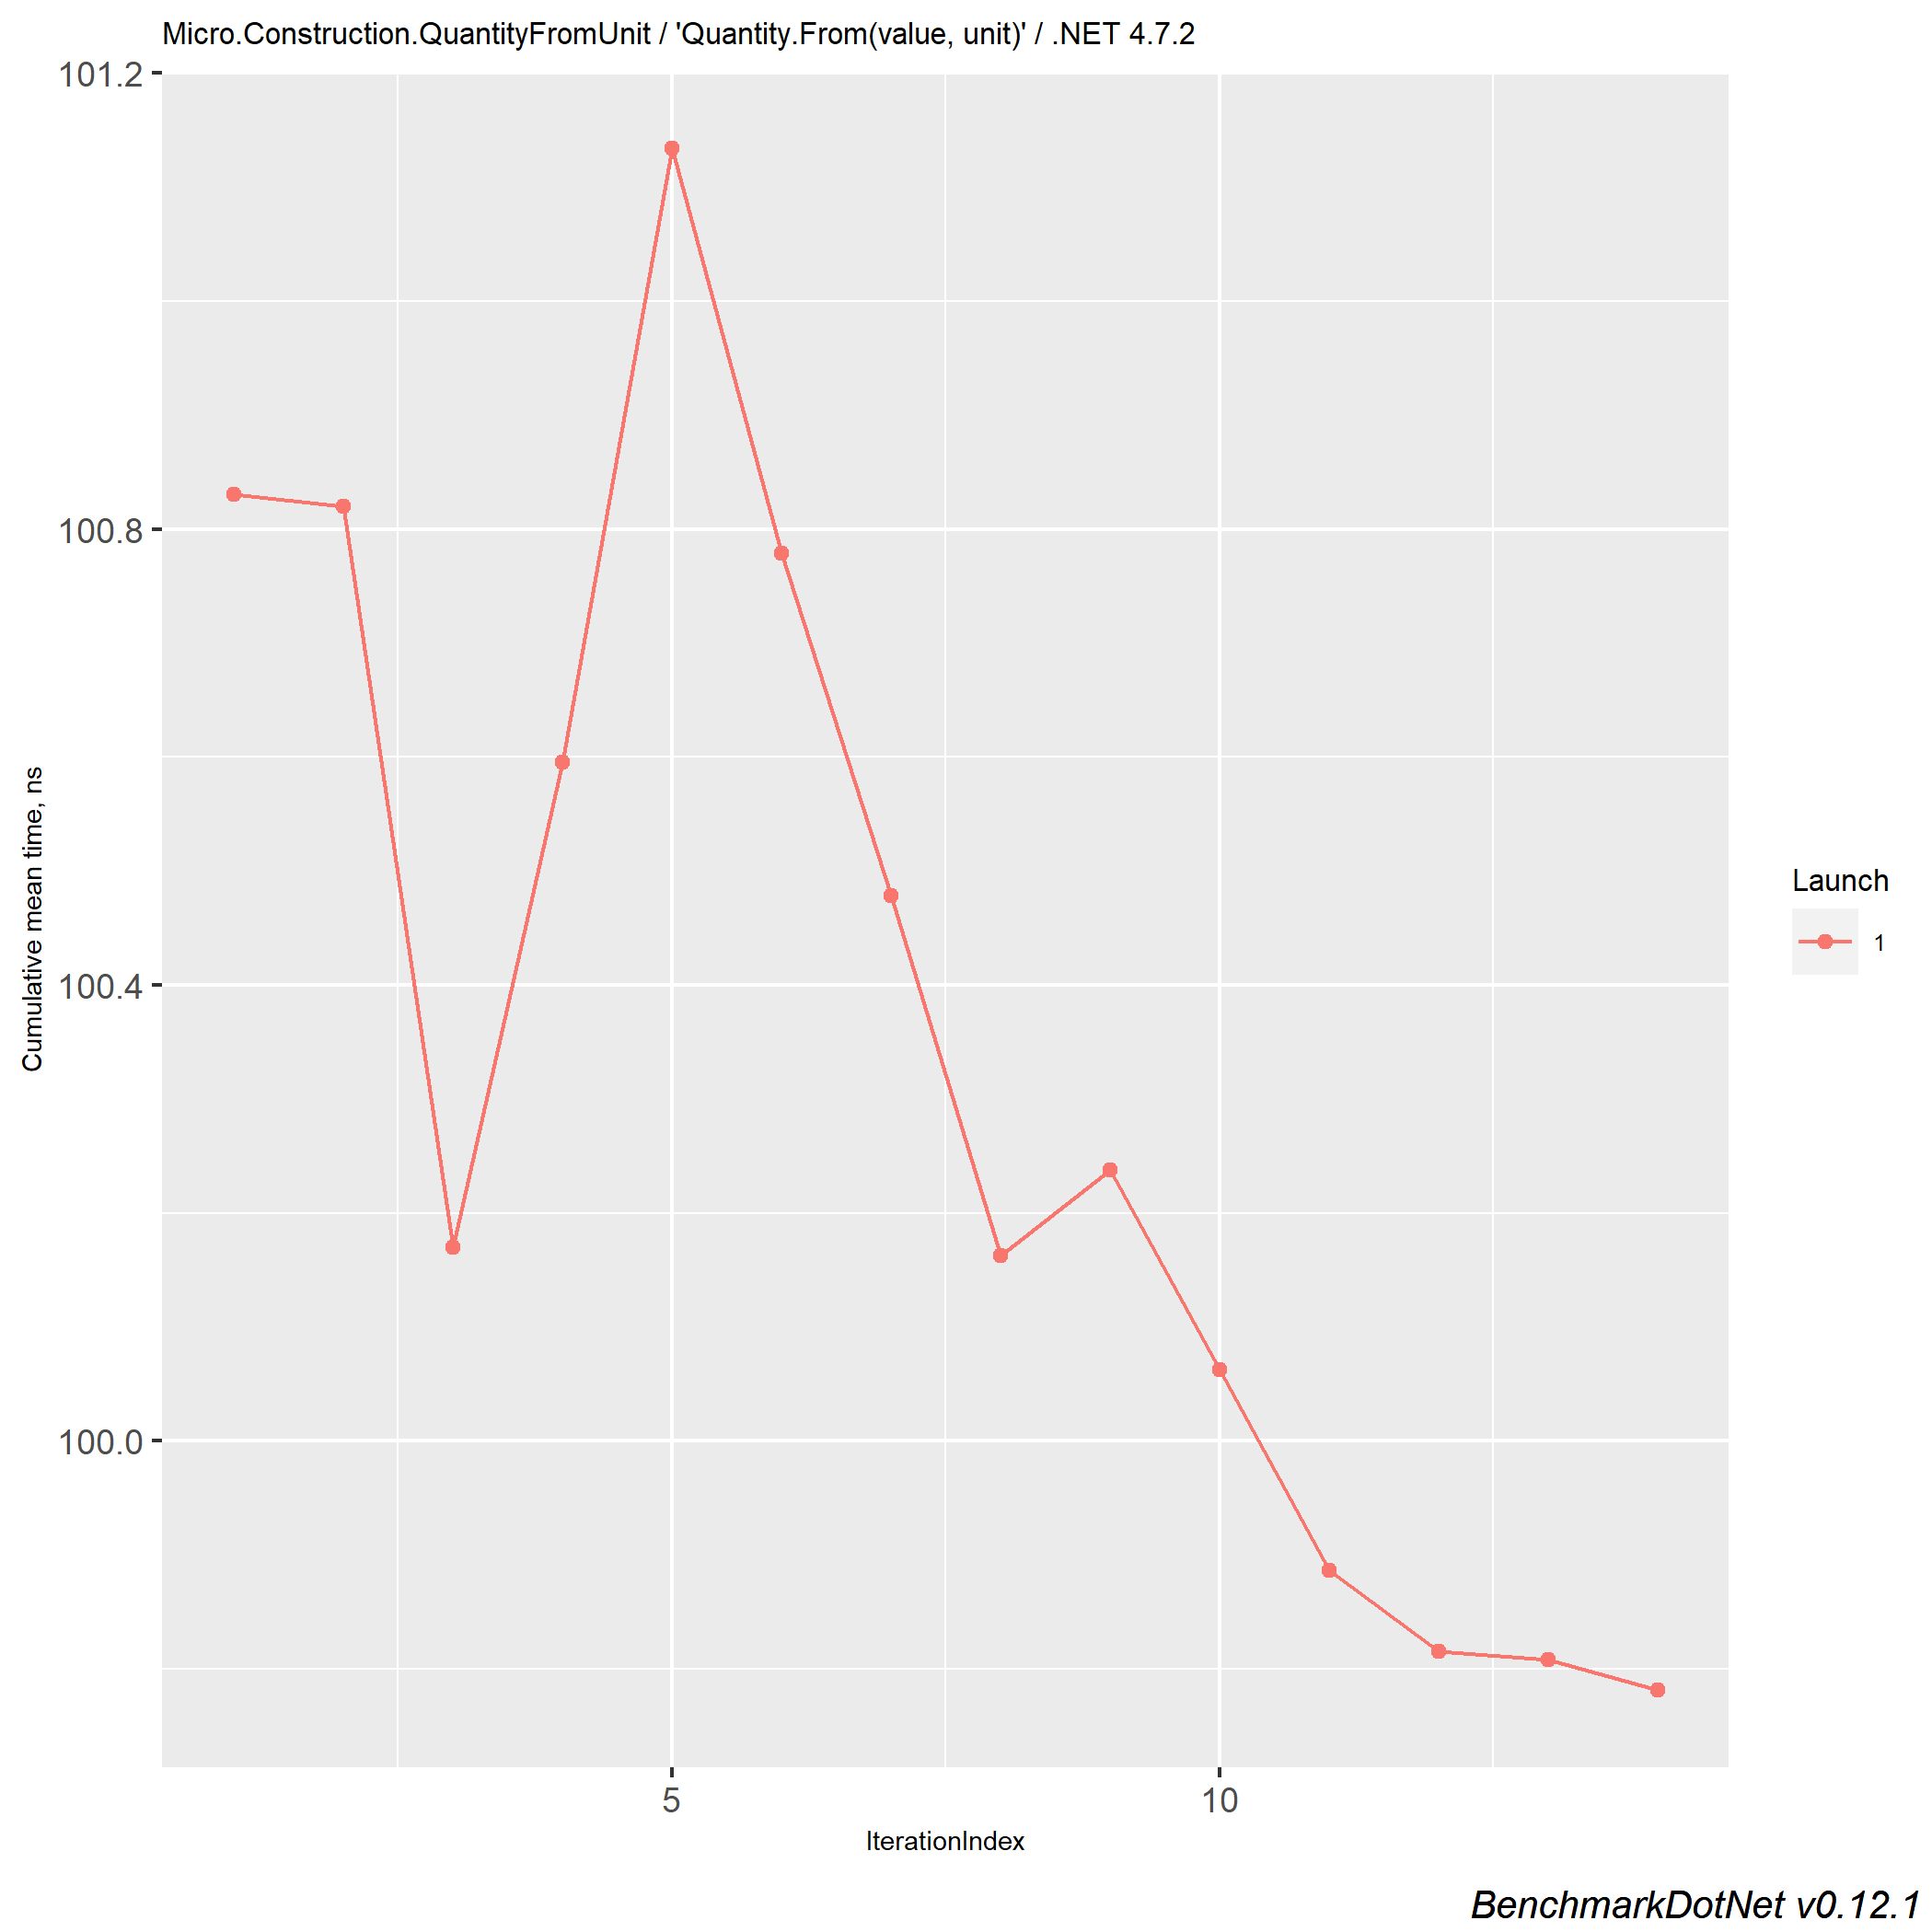 Micro.Construction.QuantityFromUnit / 'Quantity.From(value, unit)' / .NET 4.7.2
101.2
100.8
100.4
100.0
Cumulative mean time, ns
5
10
IterationIndex
Launch
1
BenchmarkDotNet v0.12.1